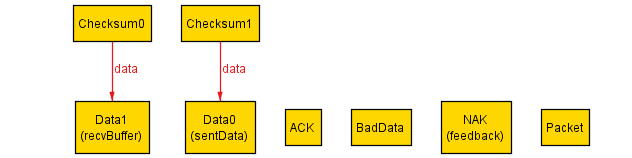 Checksum0
Checksum1
data
data
Data1
(recvBuffer)
Data0
(sentData)
ACK
BadData
NAK
(feedback)
Packet